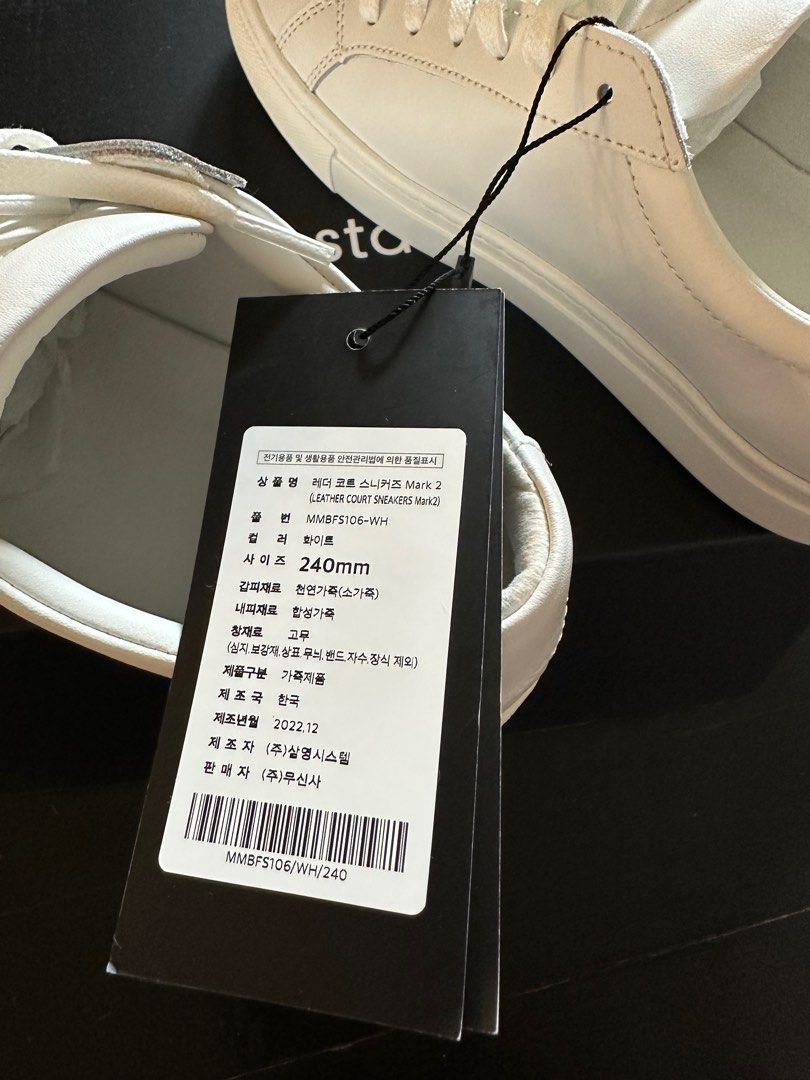 sta
전기용품 및 생활용품 안전관리법에 의한 품질표시
상 품 명 레더 코트 스니커즈 Mark 2
(LEATHER COURT SNEAKERS Mark2)
품 번 MMBFS106-WH
컬 러 화이트
사 이 즈 240mm
갑피재료 천연가죽(소가죽)
내피재료 합성가죽
창재료 고무
(심지,보강재,상표,무늬,밴드,자수,장식 제외)
제품구분 가죽제품
제 조 국 한국
제조년월 2022.12
제 조 자 (주)삼영시스템
판 매 자 (주)무신사
MMBFS106/WH/240